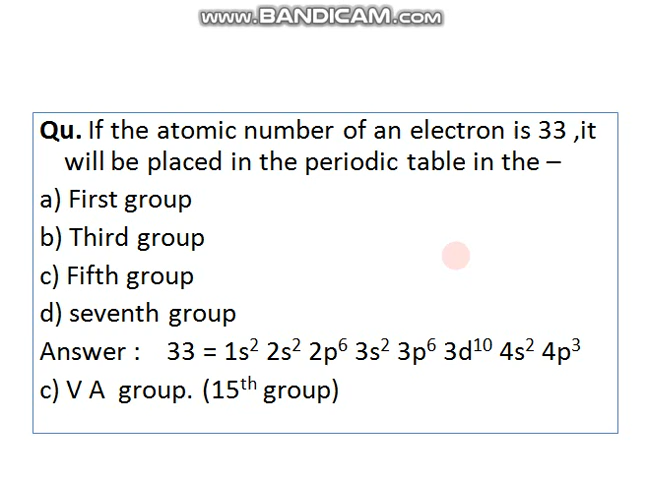 www.BANDICAM.com
Qu. If the atomic number of an electron is 33 ,it
will be placed in the periodic table in the –
a) First group
b) Third group
c) Fifth group
d) seventh group
Answer : 33 = 1s² 2s² 2p⁶ 3s² 3p⁶ 3d¹⁰ 4s² 4p³
c) V A group. (15ᵗʰ group)